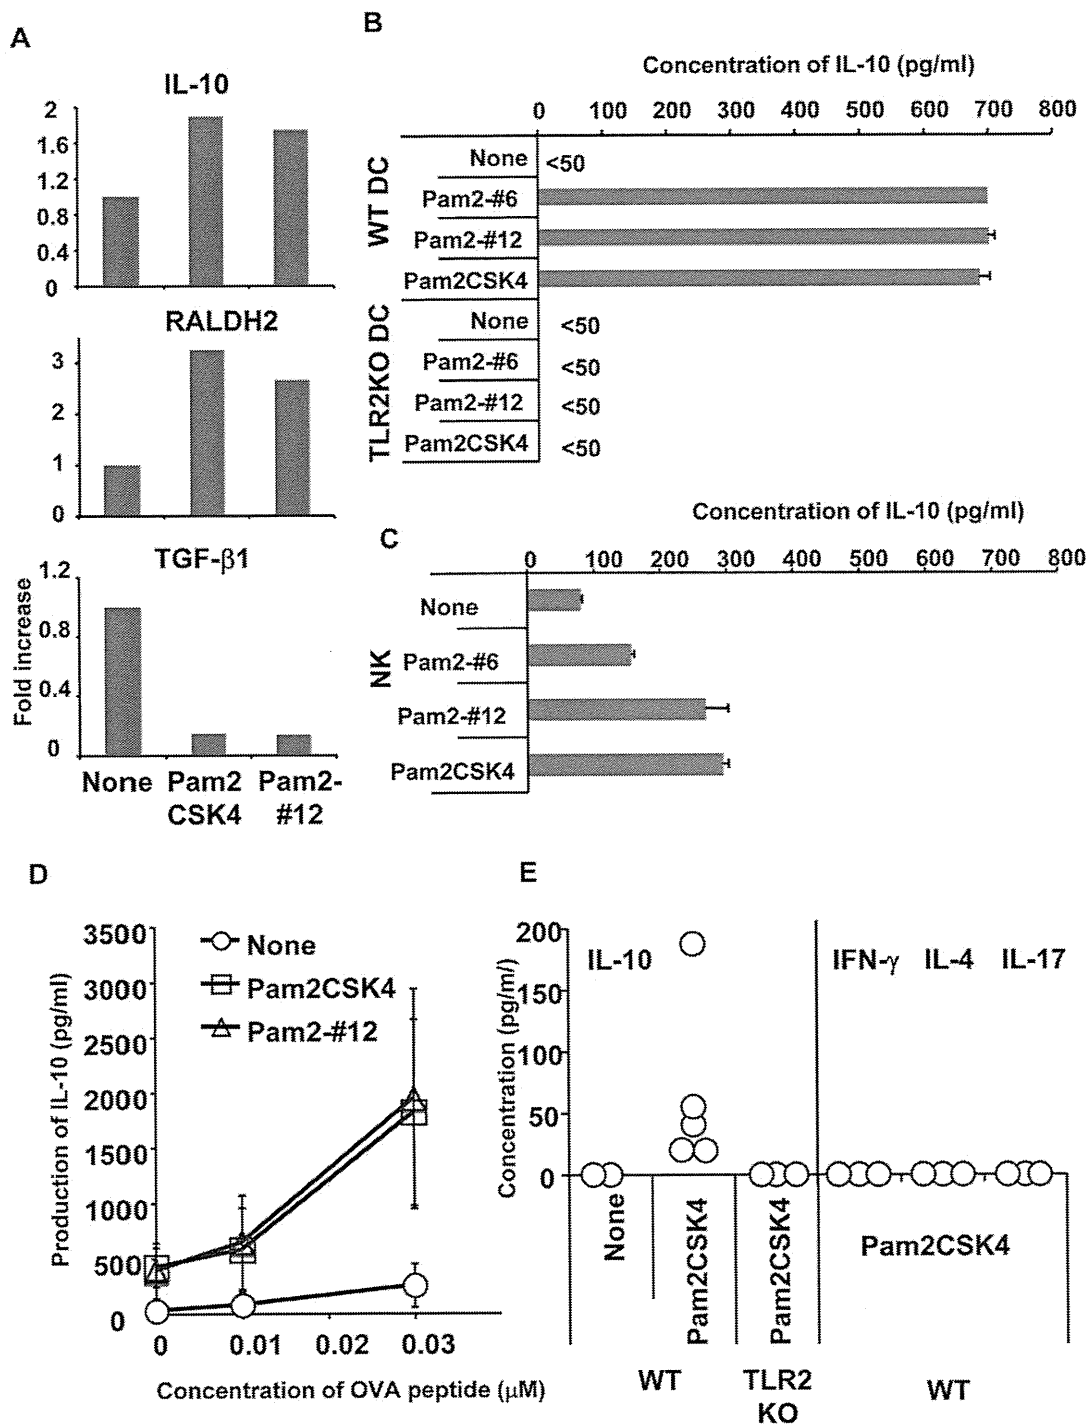 A
IL-10
2
1.6
1.2
0.8
0.4
0
RALDH2
3
2
1
0
TGF-β1
1.2
0.8
0.4
0
Fold increase
None Pam2 CSK4 Pam2-#12
B
Concentration of IL-10 (pg/ml)
0 100 200 300 400 500 600 700 800
WT DC
None <50
Pam2-#6
Pam2-#12
Pam2CSK4
TLR2KO DC
None <50
Pam2-#6 <50
Pam2-#12 <50
Pam2CSK4 <50
C
Concentration of IL-10 (pg/ml)
0 100 200 300 400 500 600 700 800
NK
None
Pam2-#6
Pam2-#12
Pam2CSK4
D
Production of IL-10 (pg/ml)
3500
3000
2500
2000
1500
1000
500
0
None
Pam2CSK4
Pam2-#12
0 0.01 0.02 0.03
Concentration of OVA peptide (μM)
E
Concentration (pg/m/)
200
150
100
50
0
IL-10 IFN-γ IL-4 IL-17
None
Pam2CSK4
Pam2CSK4
Pam2CSK4
WT
TLR2
KO
WT